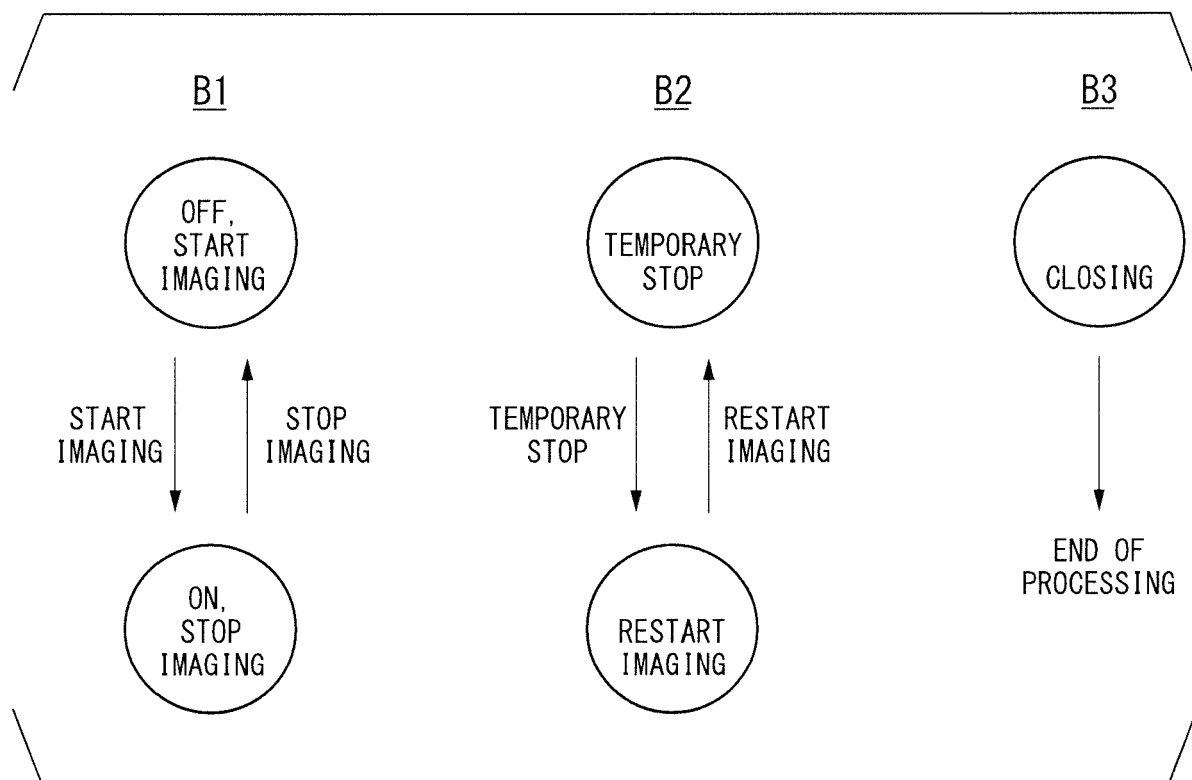 B1
B2
B3
OFF,
START
IMAGING
TEMPORARY
STOP
CLOSING
START
IMAGING
STOP
IMAGING
TEMPORARY
STOP
RESTART
IMAGING
ON,
STOP
IMAGING
RESTART
IMAGING
END OF
PROCESSING